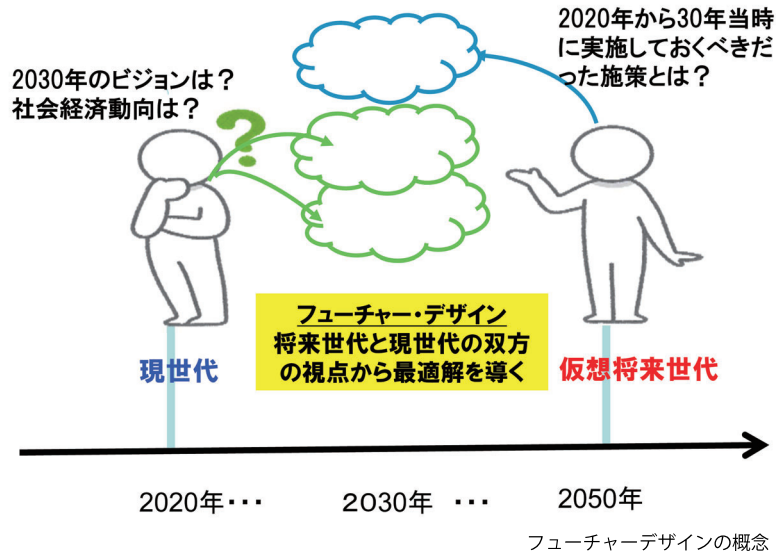 2030年のビジョンは?
社会経済動向は?
2020年から30年当時
に実施しておくべきだ
った施策とは?
?
フューチャー・デザイン
将来世代と現世代の双方
の視点から最適解を導く
現世代
仮想将来世代
2020年・・・
2030年 ・・・
2050年
フューチャーデザインの概念